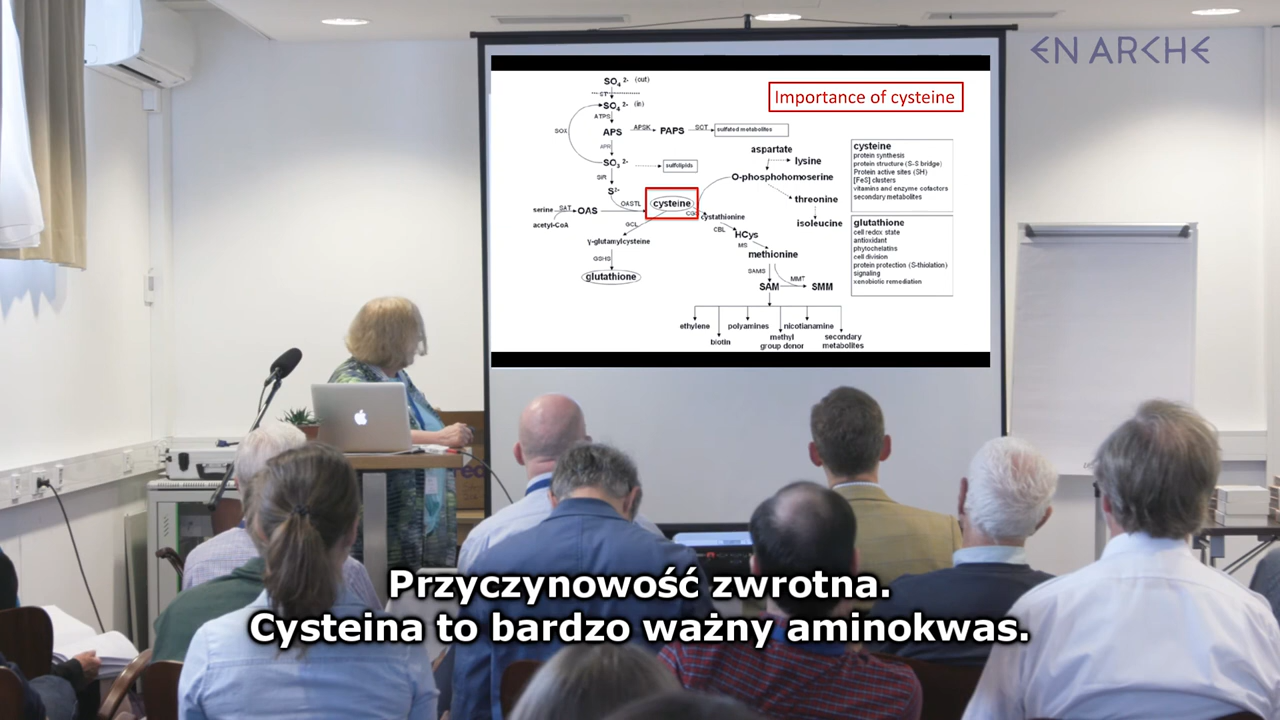 EN ARCHE
Importance of cysteine
SO4 2- (out)
ST
SO4 2- (in)
ATPS
SOX
APS
APSK
PAPS
SCT
sulfated metabolites
APR
SO3 2-
sulfolipids
SiR
S2-
OASTL
serine
SAT
OAS
acetyl-CoA
cysteine
GCL
γ-glutamylcysteine
GSHS
glutathione
aspartate
lysine
O-phosphohomoserine
threonine
isoleucine
cystathionine
CBL
HCys
MS
methionine
SAMS
MMT
SAM
SMM
ethylene
polyamines
nicotianamine
biotin
methyl
group donor
secondary
metabolites
cysteine
protein synthesis
protein structure (S-S bridge)
Protein active sites (SH)
[FeS] clusters
vitamins and enzyme cofactors
secondary metabolites
glutathione
cell redox state
antioxidant
phytochelatins
cell division
protein protection (S-thiolation)
signaling
xenobiotic remediation
Przyczynowość zwrotna.
Cysteina to bardzo ważny aminokwas.